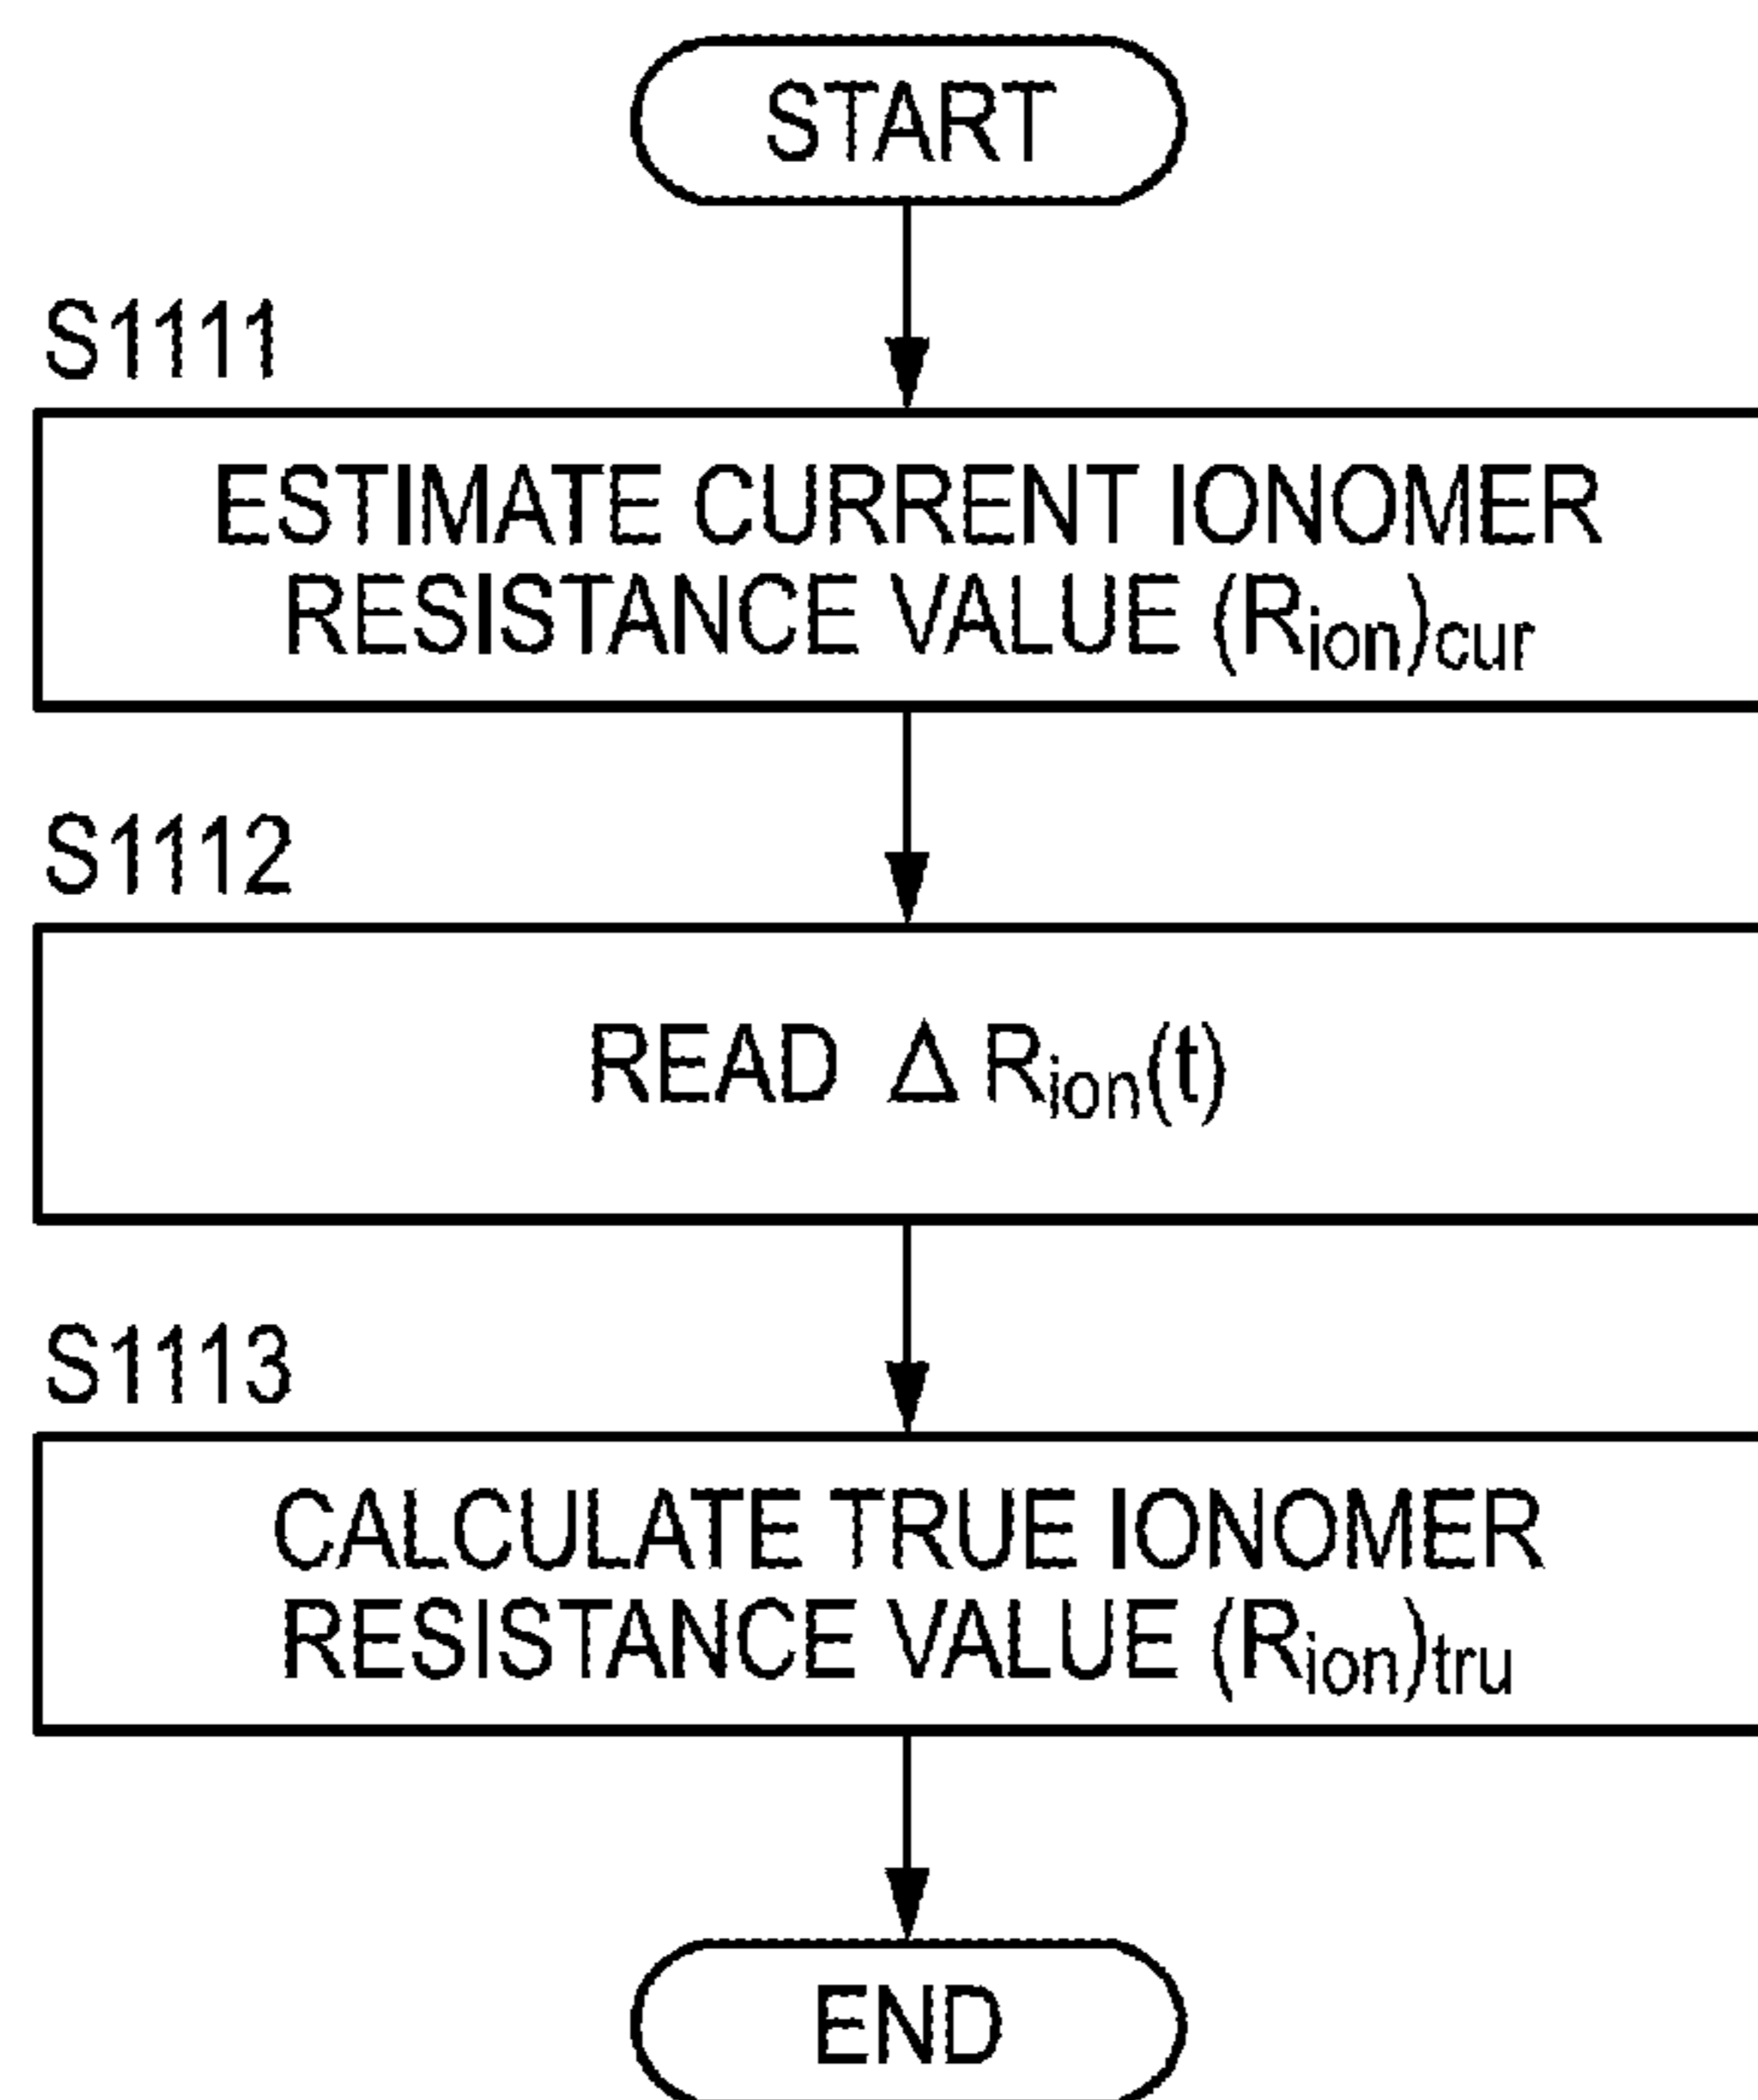 START
S1111
ESTIMATE CURRENT IONOMER
RESISTANCE VALUE (Rion)cur
S1112
READ Δ Rion(t)
S1113
CALCULATE TRUE IONOMER
RESISTANCE VALUE (Rion)tru
END